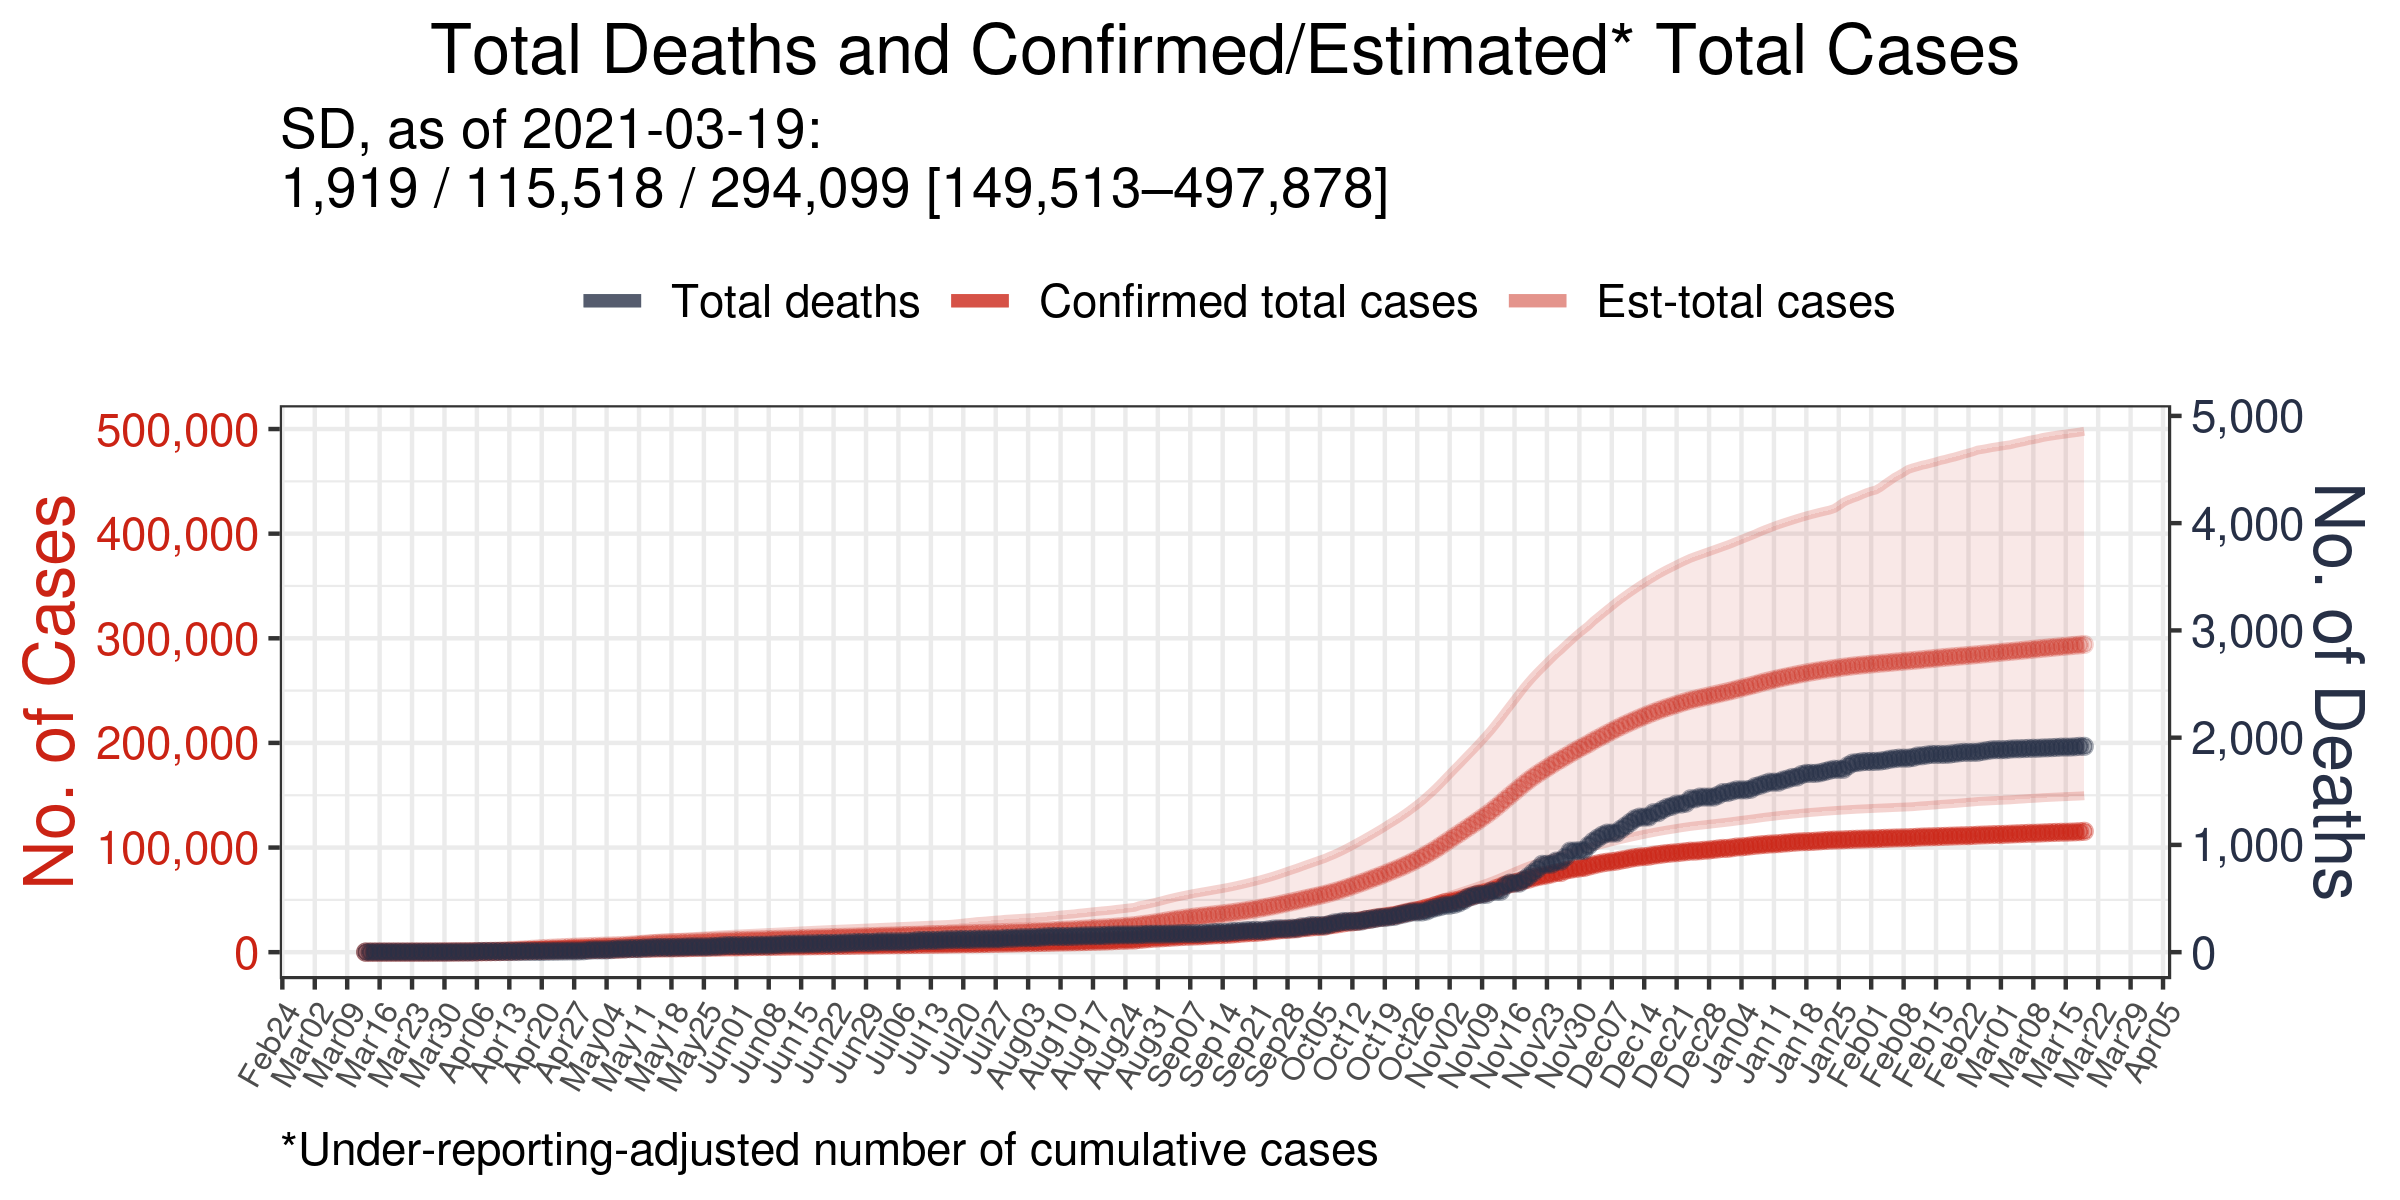 Total Deaths and Confirmed/Estimated* Total Cases
SD, as of 2021-03-19:
1,919 / 115,518 / 294,099 [149,513–497,878]
Total deaths
Confirmed total cases
Est-total cases
No. of Cases
500,000
400,000
300,000
200,000
100,000
0
5,000
4,000
3,000
2,000
1,000
0
No. of Deaths
Feb24
Mar02
Mar09
Mar16
Mar23
Mar30
Apr06
Apr13
Apr20
Apr27
May04
May11
May18
May25
Jun01
Jun08
Jun15
Jun22
Jun29
Jul06
Jul13
Jul20
Jul27
Aug03
Aug10
Aug17
Aug24
Aug31
Sep07
Sep14
Sep21
Sep28
Oct05
Oct12
Oct19
Oct26
Nov02
Nov09
Nov16
Nov23
Nov30
Dec07
Dec14
Dec21
Dec28
Jan04
Jan11
Jan18
Jan25
Feb01
Feb08
Feb15
Feb22
Mar01
Mar08
Mar15
Mar22
Mar29
Apr05
*Under-reporting-adjusted number of cumulative cases